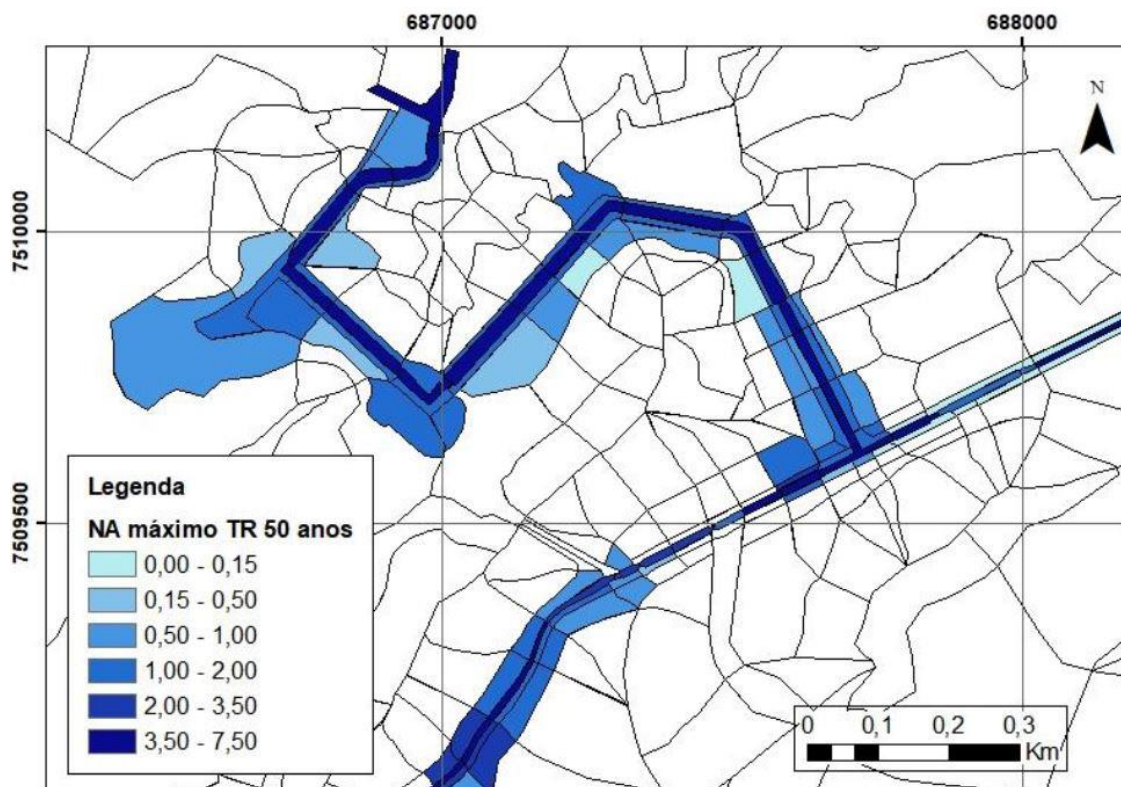 687000
688000
N
7510000
7509500
Legenda
NA máximo TR 50 anos
0,00 - 0,15
0,15 - 0,50
0,50 - 1,00
1,00 - 2,00
2,00 - 3,50
3,50 - 7,50
0 0,1 0,2 0,3
Km